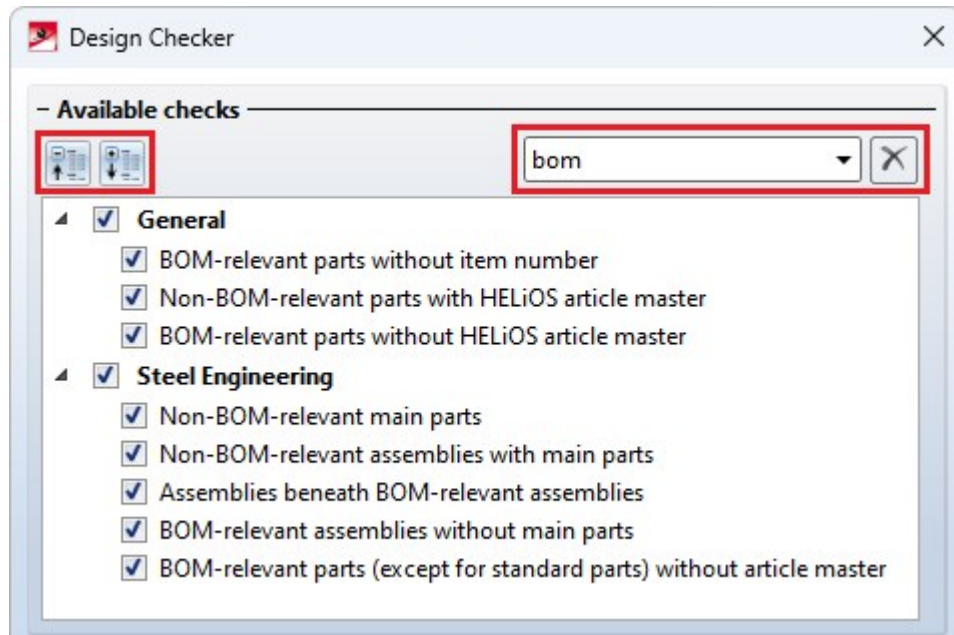 Design Checker
Available checks
bom
General
BOM-relevant parts without item number
Non-BOM-relevant parts with HELiOS article master
BOM-relevant parts without HELiOS article master
Steel Engineering
Non-BOM-relevant main parts
Non-BOM-relevant assemblies with main parts
Assemblies beneath BOM-relevant assemblies
BOM-relevant assemblies without main parts
BOM-relevant parts (except for standard parts) without article master